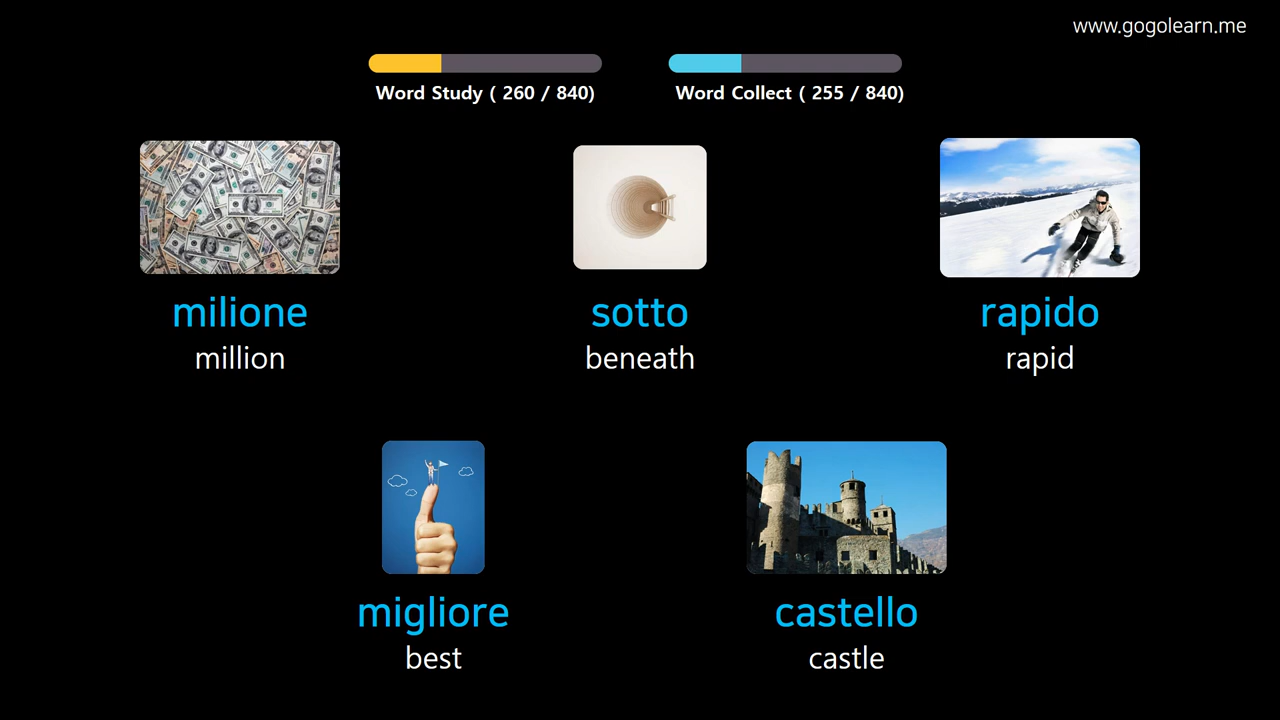 www.gogolearn.me
Word Study ( 260 / 840)
Word Collect ( 255 / 840)
milione
million
sotto
beneath
rapido
rapid
migliore
best
castello
castle